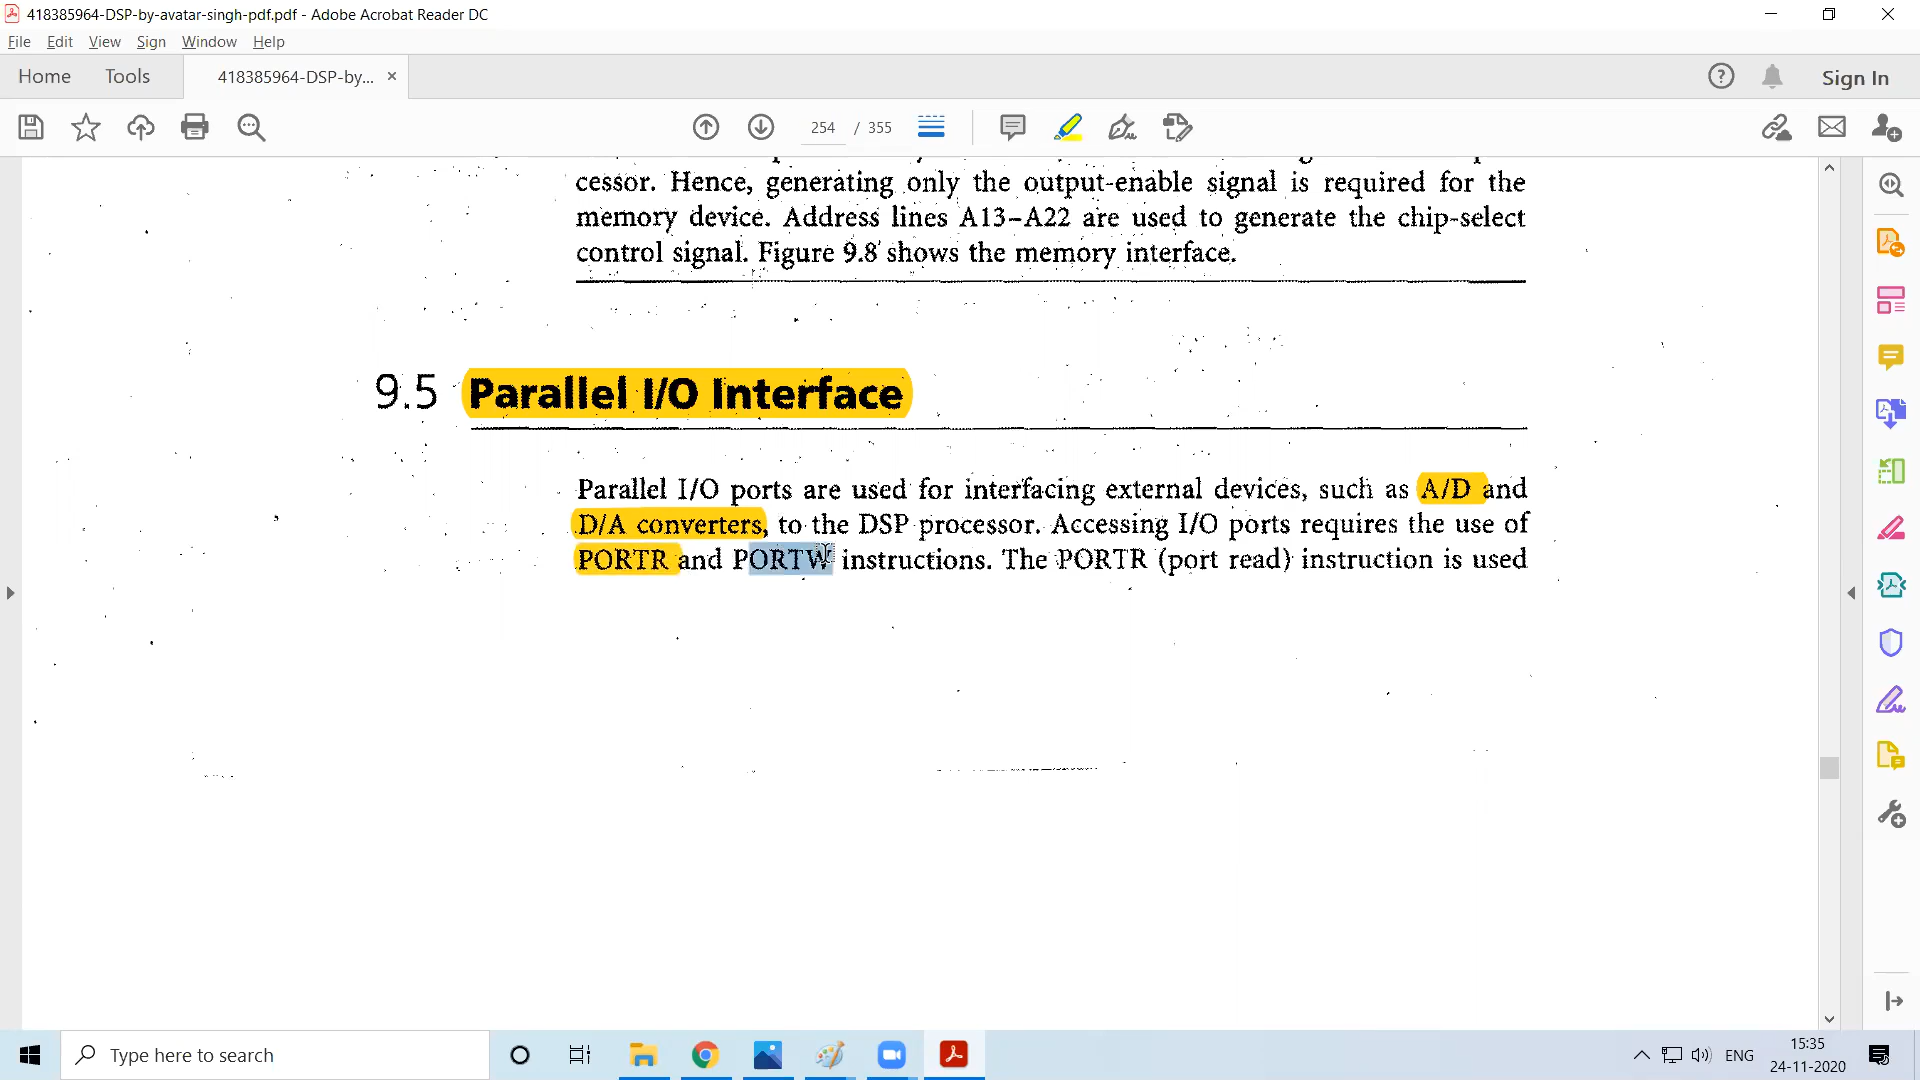 418385964-DSP-by-avatar-singh-pdf.pdf - Adobe Acrobat Reader DC
File Edit View Sign Window Help
Home Tools 418385964-DSP-by... × Sign In
254 / 355
cessor. Hence, generating only the output-enable signal is required for the
memory device. Address lines A13–A22 are used to generate the chip-select
control signal. Figure 9.8 shows the memory interface.
9.5 Parallel I/O Interface
Parallel I/O ports are used for interfacing external devices, such as A/D and
D/A converters, to the DSP processor. Accessing I/O ports requires the use of
PORTR and PORTW instructions. The PORTR (port read) instruction is used
Type here to search
ENG
15:35
24-11-2020